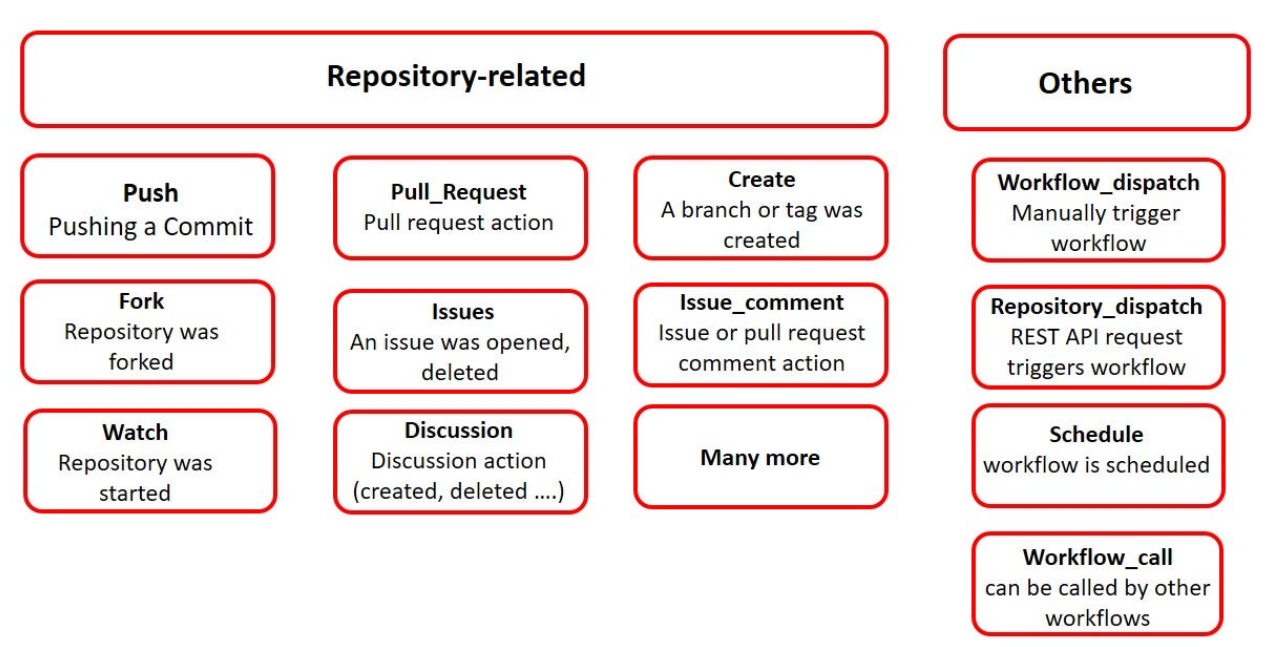 Repository-related
Others
Push
Pushing a Commit
Pull_Request
Pull request action
Create
A branch or tag was
created
Workflow_dispatch
Manually trigger
workflow
Fork
Repository was
forked
Issues
An issue was opened,
deleted
Issue_comment
Issue or pull request
comment action
Repository_dispatch
REST API request
triggers workflow
Watch
Repository was
started
Discussion
Discussion action
(created, deleted ....)
Many more
Schedule
workflow is scheduled
Workflow_call
can be called by other
workflows